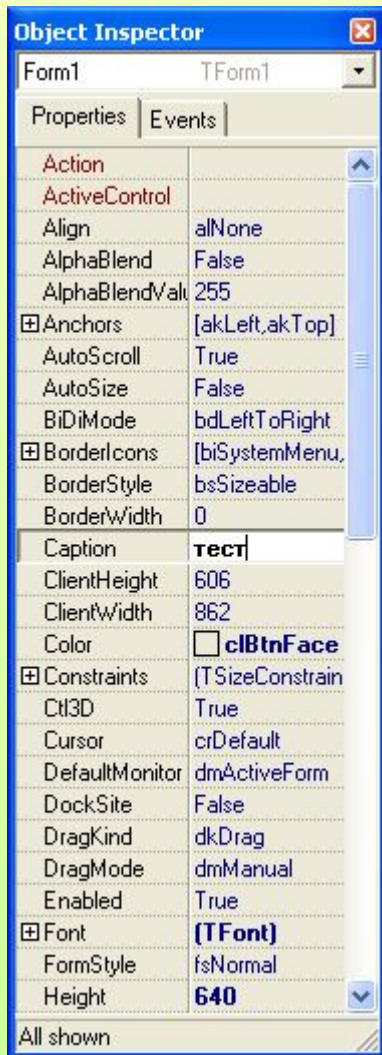 Object Inspector
Form1 TForm1
Properties Events
Action
ActiveControl
Align alNone
AlphaBlend False
AlphaBlendValu 255
Anchors [akLeft,akTop]
AutoScroll True
AutoSize False
BiDiMode bdLeftToRight
BorderIcons [biSystemMenu,
BorderStyle bsSizeable
BorderWidth 0
Caption тест
ClientHeight 606
ClientWidth 862
Color clBtnFace
Constraints (TSizeConstrain
Ctl3D True
Cursor crDefault
DefaultMonitor dmActiveForm
DockSite False
DragKind dkDrag
DragMode dmManual
Enabled True
Font (TFont)
FormStyle fsNormal
Height 640
All shown